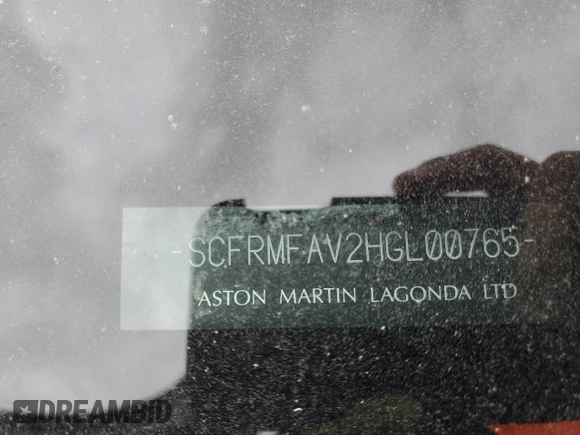 -SCFRMFAV2HGL00765-
ASTON MARTIN LAGONDA LTD
DREAMBID